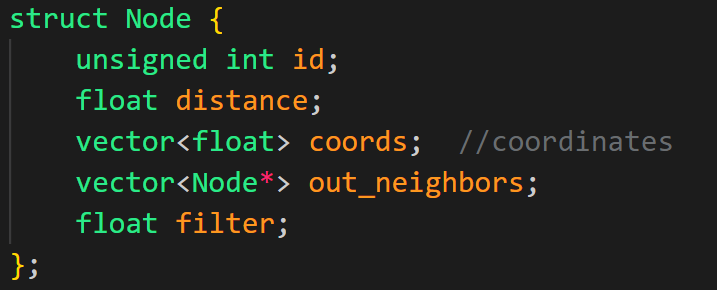 struct Node {
    unsigned int id;
    float distance;
    vector<float> coords;  //coordinates
    vector<Node*> out_neighbors;
    float filter;
};